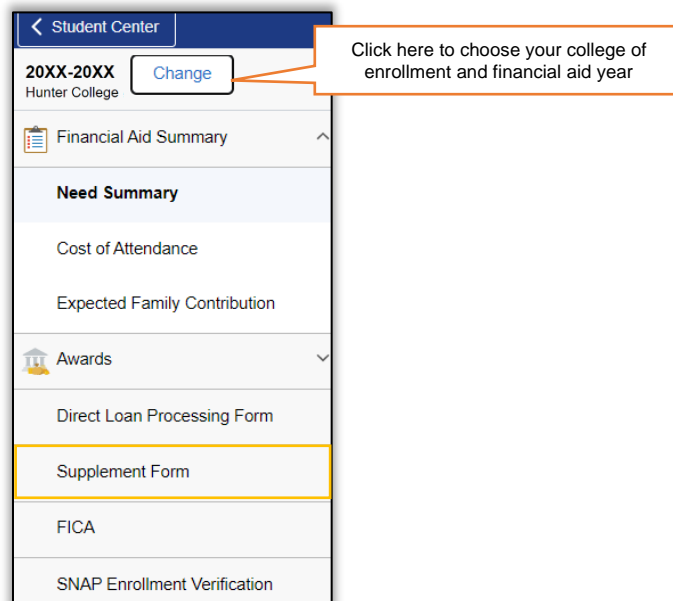 Student Center
20XX-20XX
Change
Hunter College
Click here to choose your college of
enrollment and financial aid year
Financial Aid Summary
Need Summary
Cost of Attendance
Expected Family Contribution
Awards
Direct Loan Processing Form
Supplement Form
FICA
SNAP Enrollment Verification